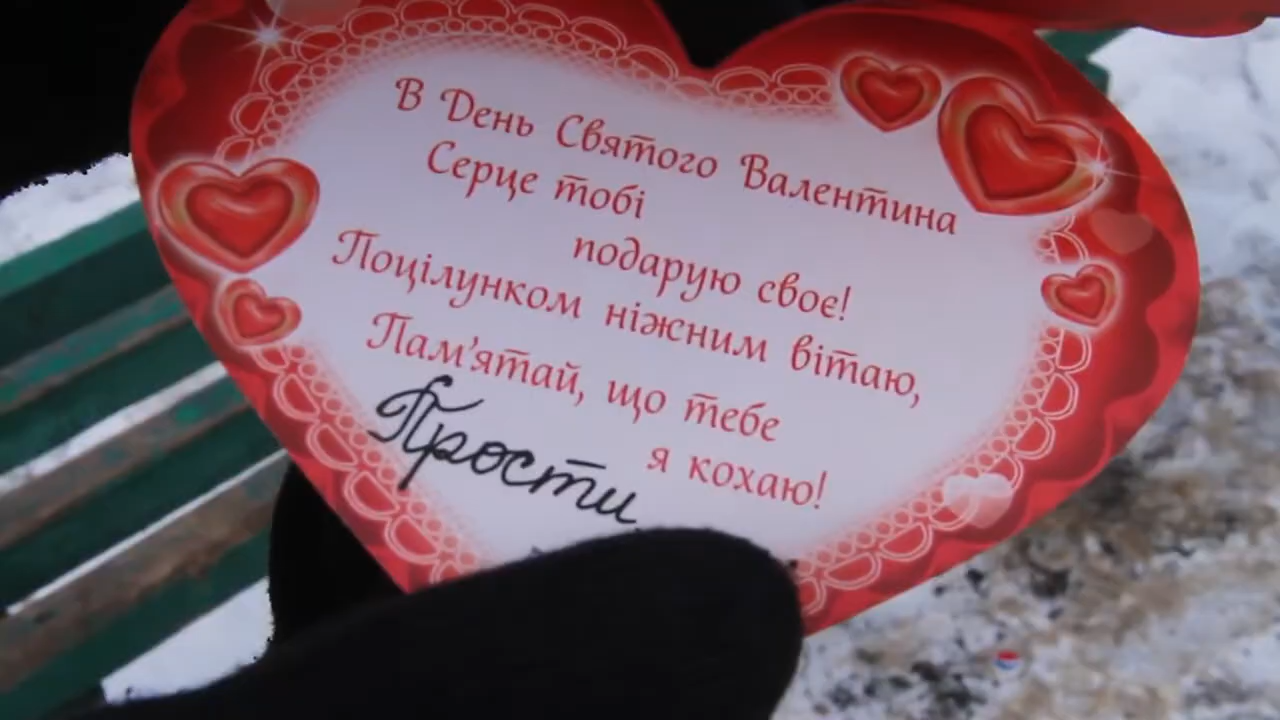 В День Святого Валентина
Серце тобі
подарую своє!
Поцілунком ніжним вітаю,
Пам'ятай, що тебе
я кохаю!
Прости